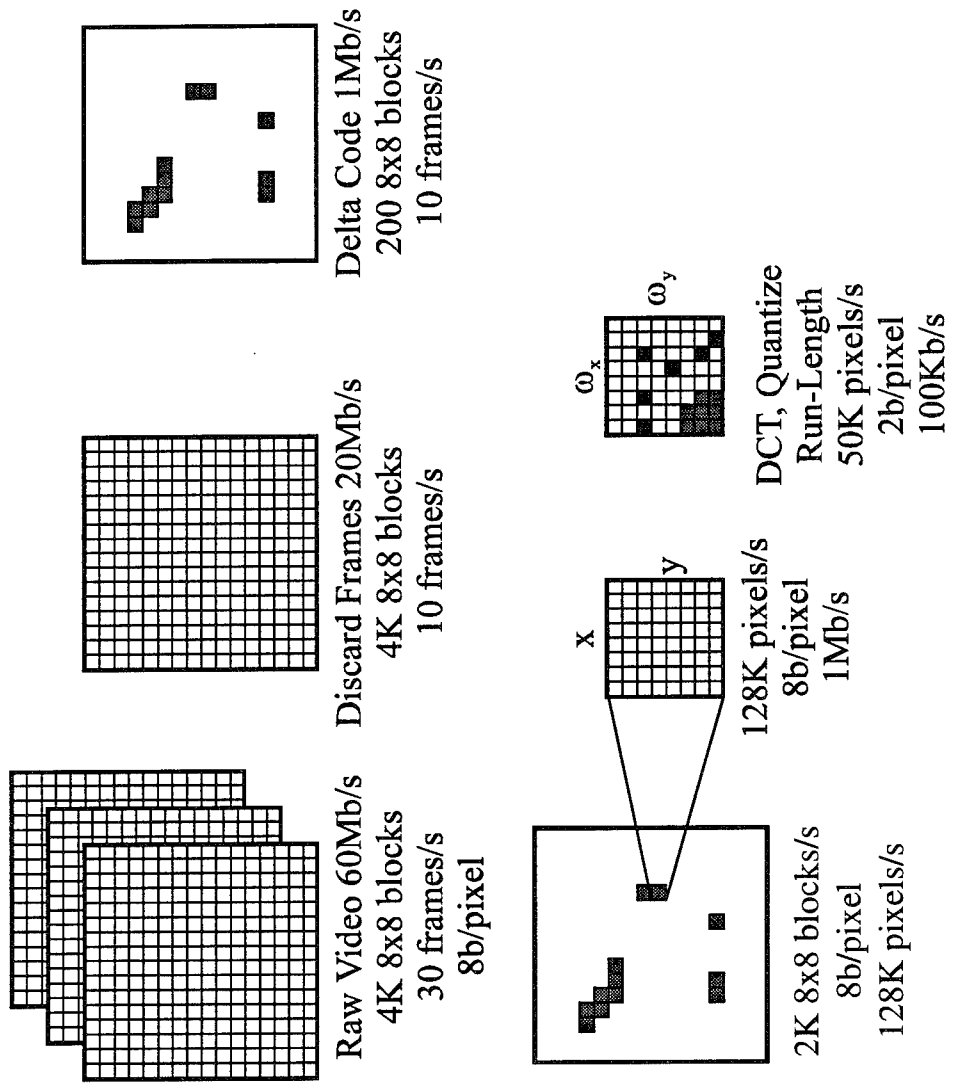 Raw Video 60Mb/s
4K 8x8 blocks
30 frames/s
8b/pixel
Discard Frames 20Mb/s
4K 8x8 blocks
10 frames/s
Delta Code 1Mb/s
200 8x8 blocks
10 frames/s
2K 8x8 blocks/s
8b/pixel
128K pixels/s
x
y
128K pixels/s
8b/pixel
1Mb/s
ωx
ωy
DCT, Quantize
Run-Length
50K pixels/s
2b/pixel
100Kb/s